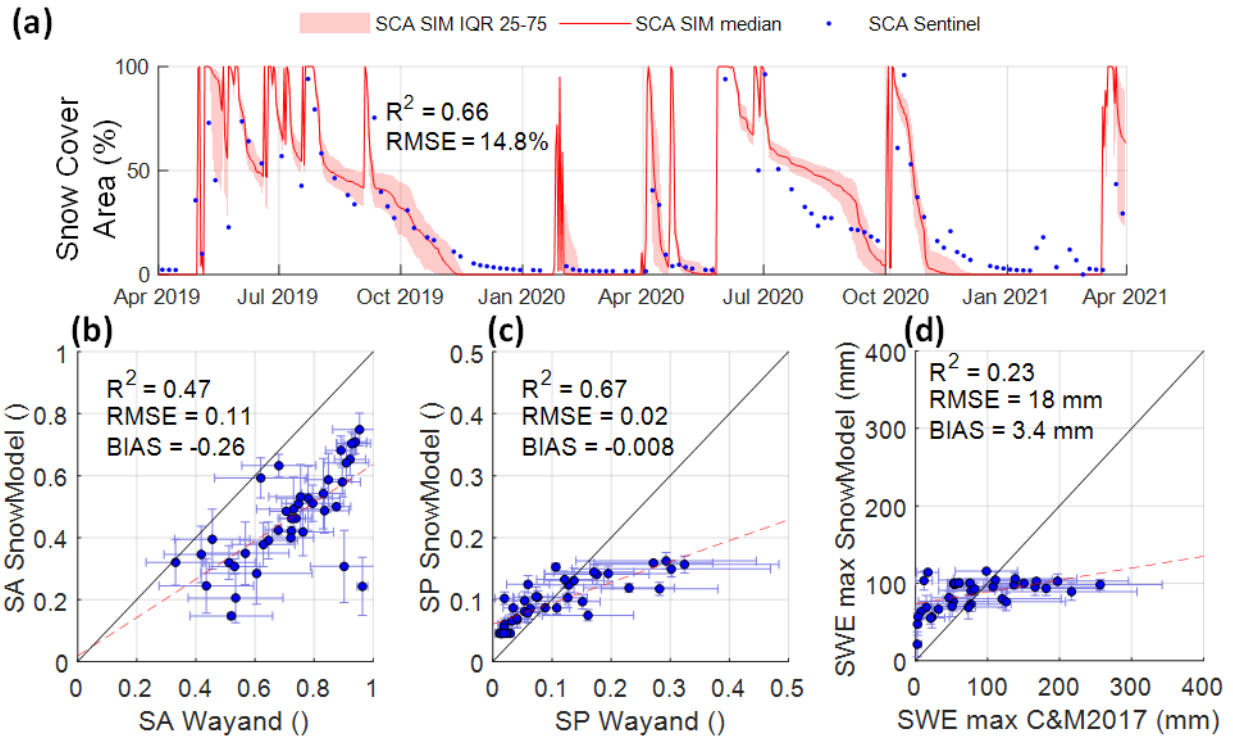 (a)
SCA SIM IQR 25-75 SCA SIM median SCA Sentinel
Snow Cover
Area (%)
100
50
0
R² = 0.66
RMSE = 14.8%
Apr 2019 Jul 2019 Oct 2019 Jan 2020 Apr 2020 Jul 2020 Oct 2020 Jan 2021 Apr 2021
(b)
SA SnowModel ()
1
0.8
0.6
0.4
0.2
0
R² = 0.47
RMSE = 0.11
BIAS = -0.26
0 0.2 0.4 0.6 0.8 1
SA Wayand ()
(c)
SP SnowModel ()
0.5
0.4
0.3
0.2
0.1
0
R² = 0.67
RMSE = 0.02
BIAS = -0.008
0 0.1 0.2 0.3 0.4 0.5
SP Wayand ()
(d)
SWE max SnowModel (mm)
400
300
200
100
0
R² = 0.23
RMSE = 18 mm
BIAS = 3.4 mm
0 100 200 300 400
SWE max C&M2017 (mm)